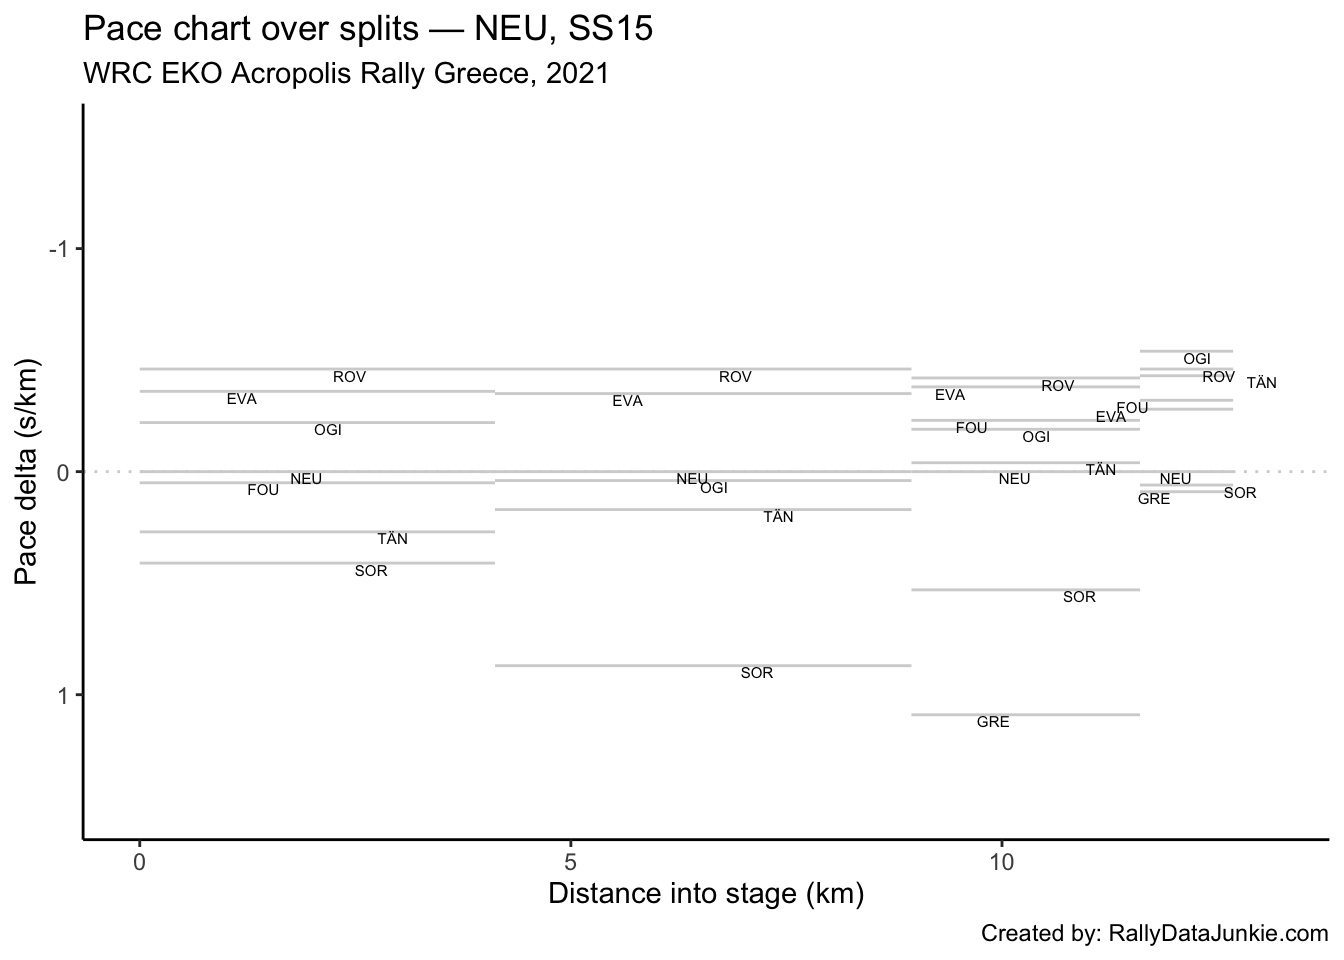 Pace chart over splits — NEU, SS15
WRC EKO Acropolis Rally Greece, 2021
Pace delta (s/km)
-1
0
1
ROV
EVA
OGI
NEU
FOU
TÄN
SOR
ROV
EVA
NEU
OGI
TÄN
SOR
ROV
EVA
FOU
OGI
TÄN
NEU
SOR
GRE
OGI
ROV
TÄN
FOU
EVA
NEU
SOR
GRE
0 5 10
Distance into stage (km)
Created by: RallyDataJunkie.com